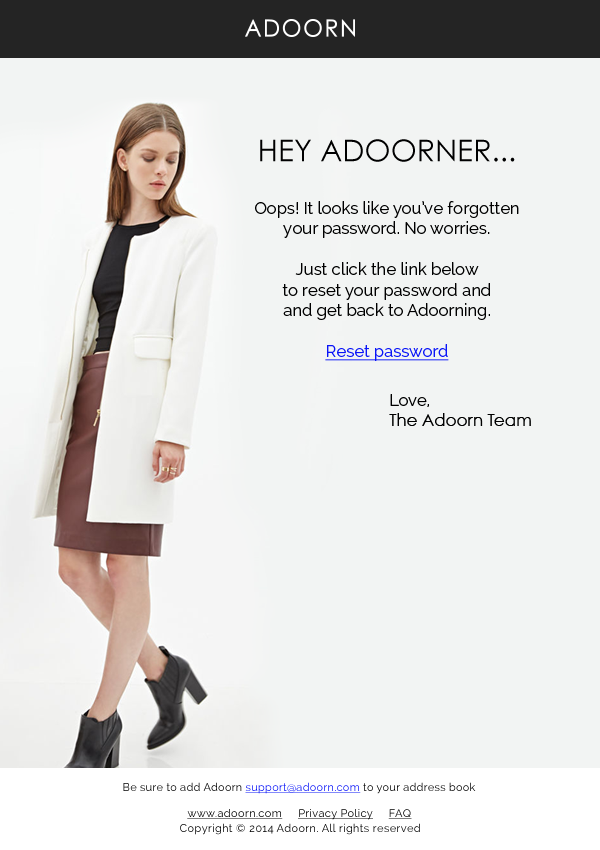 ADOORN
HEY ADOORNER...
Oops! It looks like you've forgotten
your password. No worries.
Just click the link below
to reset your password and
and get back to Adoorning.
Reset password
Love,
The Adoorn Team
Be sure to add Adoorn support@adoorn.com to your address book
www.adoorn.com Privacy Policy FAQ
Copyright © 2014 Adoorn. All rights reserved